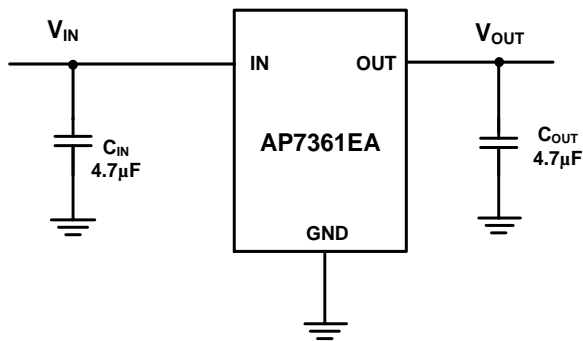 VIN
VOUT
IN
OUT
AP7361EA
CIN
4.7µF
COUT
4.7µF
GND